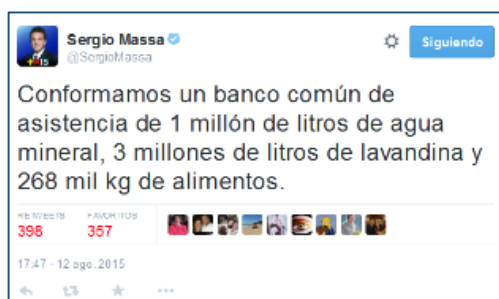 Sergio Massa
@SergioMassa
Siguiendo
Conformamos un banco común de
asistencia de 1 millón de litros de agua
mineral, 3 millones de litros de lavandina y
268 mil kg de alimentos.
RETWEETS FAVORITOS
398 357
17:47 - 12 ago. 2015